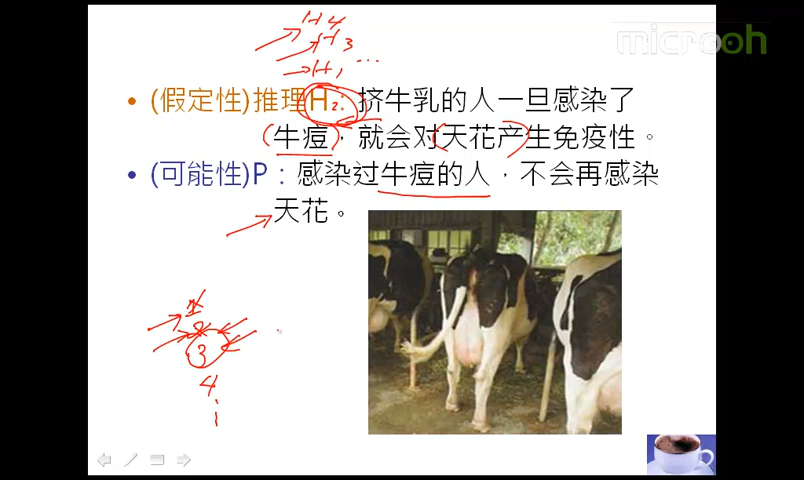 microoh
H4
H3
H1 ...
• (假定性)推理H2：挤牛乳的人一旦感染了
牛痘，就会对天花产生免疫性。
• (可能性)P：感染过牛痘的人，不会再感染
天花。
3
4